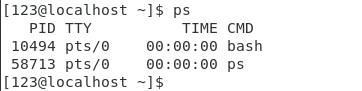 [123@localhost ~]$ ps
   PID TTY          TIME CMD
 10494 pts/0    00:00:00 bash
 58713 pts/0    00:00:00 ps
[123@localhost ~]$